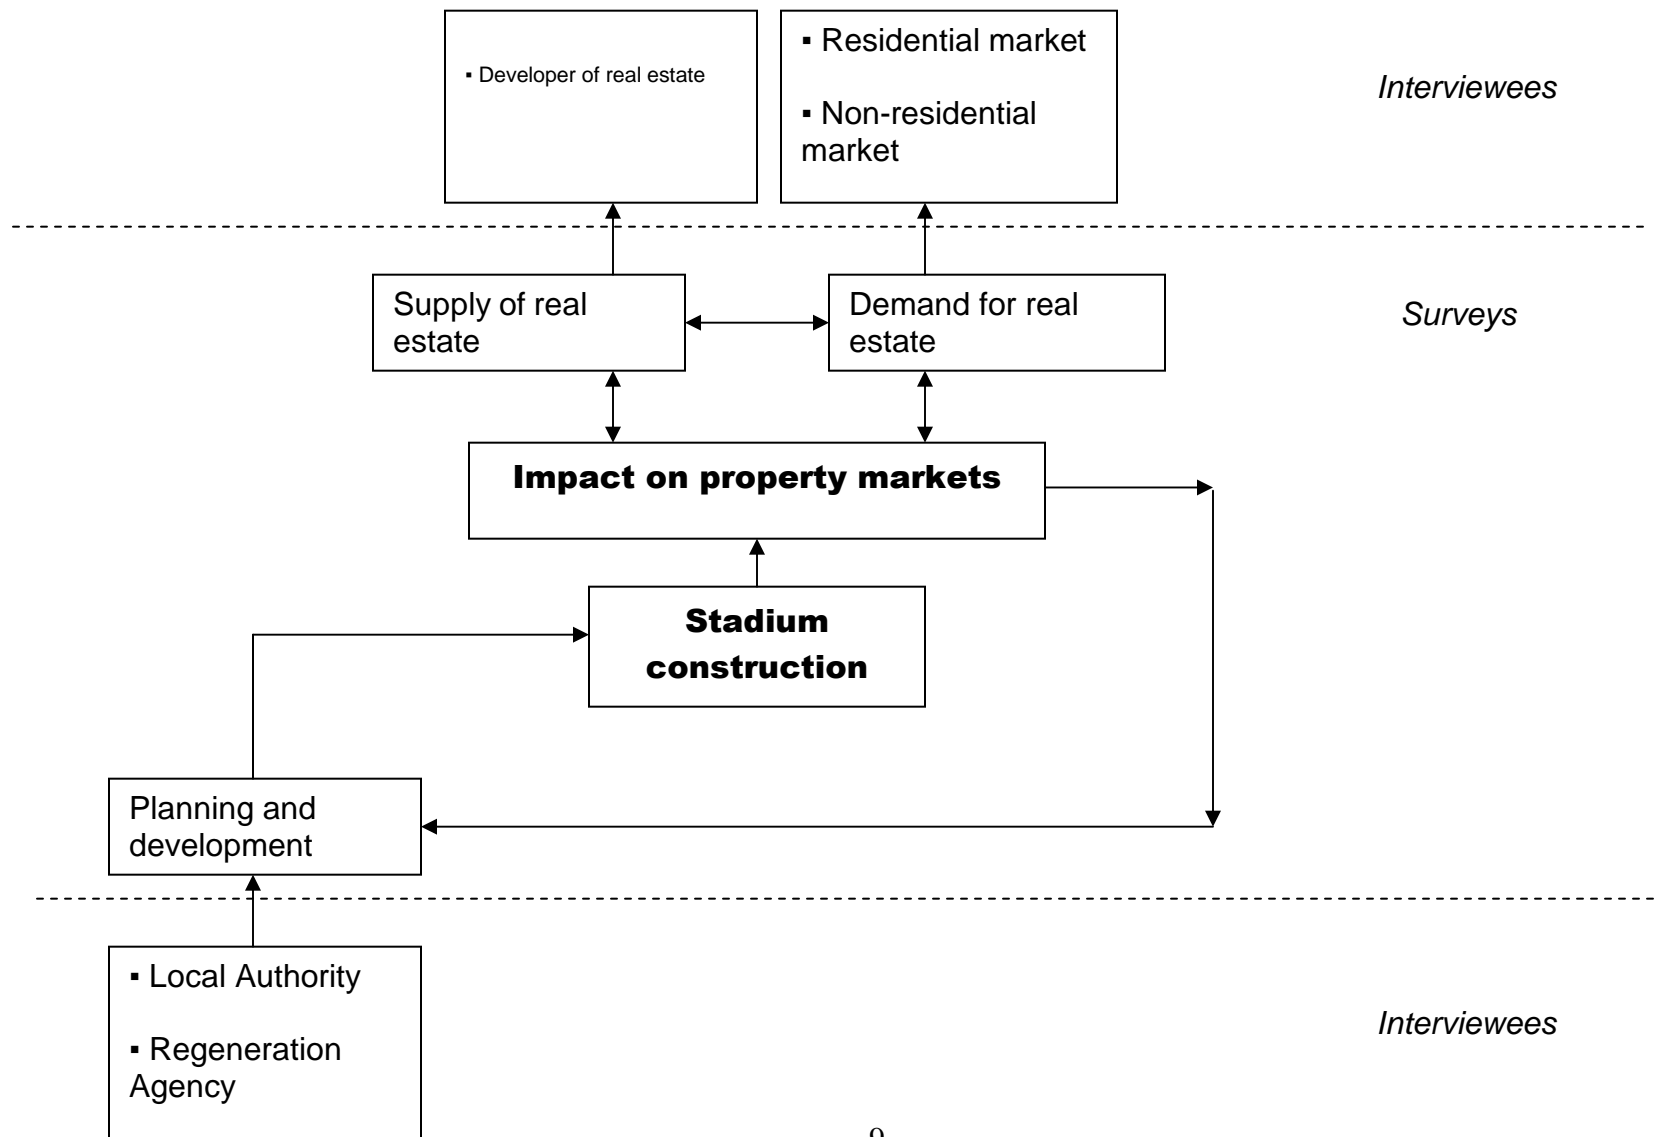 ▪ Developer of real estate
▪ Residential market
▪ Non-residential
market
Interviewees
Supply of real
estate
Demand for real
estate
Surveys
Impact on property markets
Stadium
construction
Planning and
development
▪ Local Authority
▪ Regeneration
Agency
Interviewees
9